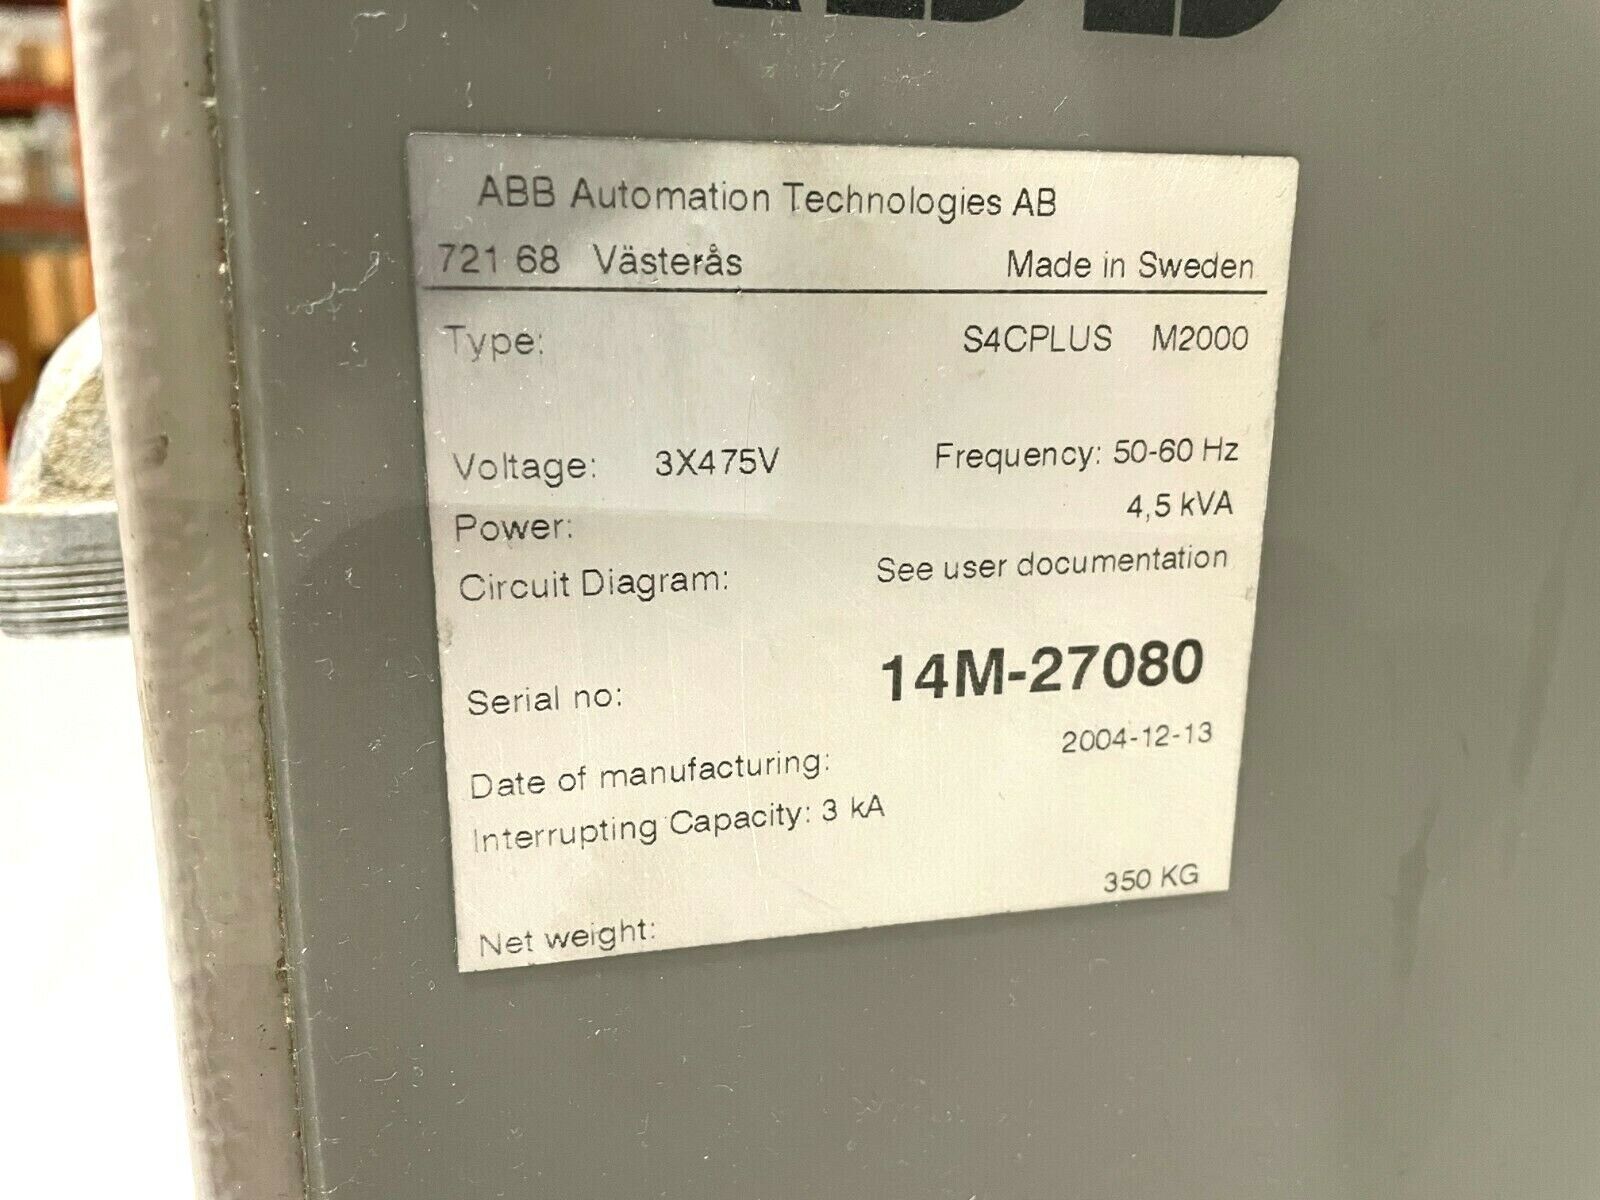 ABB
ABB Automation Technologies AB
721 68 Västerås Made in Sweden
Type: S4CPLUS M2000
Voltage: 3X475V Frequency: 50-60 Hz
Power: 4,5 kVA
Circuit Diagram: See user documentation
Serial no: 14M-27080
Date of manufacturing: 2004-12-13
Interrupting Capacity: 3 kA
Net weight: 350 KG